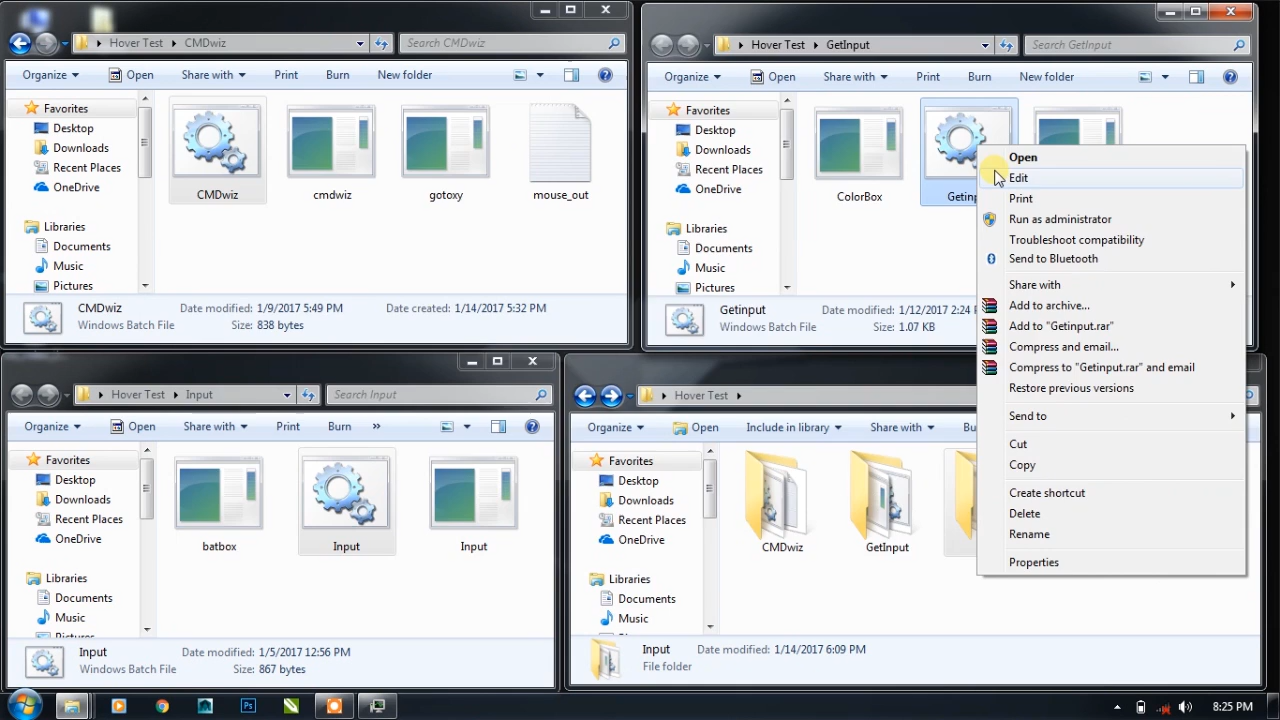 Hover Test
CMDwiz
Search CMDwiz
Organize
Open
Share with
Print
Burn
New folder
Favorites
Desktop
Downloads
Recent Places
OneDrive
Libraries
Documents
Music
Pictures
CMDwiz
cmdwiz
gotoxy
mouse_out
CMDwiz
Date modified: 1/9/2017 5:49 PM
Date created: 1/14/2017 5:32 PM
Windows Batch File
Size: 838 bytes
Hover Test
GetInput
Search GetInput
Organize
Open
Share with
Print
Burn
New folder
Favorites
Desktop
Downloads
Recent Places
OneDrive
Libraries
Documents
Music
Pictures
ColorBox
Getinput
Date modified: 1/12/2017 2:24
Windows Batch File
Size: 1.07 KB
Open
Edit
Print
Run as administrator
Troubleshoot compatibility
Send to Bluetooth
Share with
Add to archive...
Add to "Getinput.rar"
Compress and email...
Compress to "Getinput.rar" and email
Restore previous versions
Send to
Cut
Copy
Create shortcut
Delete
Rename
Properties
Hover Test
Input
Search Input
Organize
Open
Share with
Print
Burn
»
Favorites
Desktop
Downloads
Recent Places
OneDrive
Libraries
Documents
Music
batbox
Input
Input
Input
Date modified: 1/5/2017 12:56 PM
Windows Batch File
Size: 867 bytes
Hover Test
Organize
Open
Include in library
Share with
Favorites
Desktop
Downloads
Recent Places
OneDrive
Libraries
Documents
Music
CMDwiz
GetInput
Input
Date modified: 1/14/2017 6:09 PM
File folder
8:25 PM